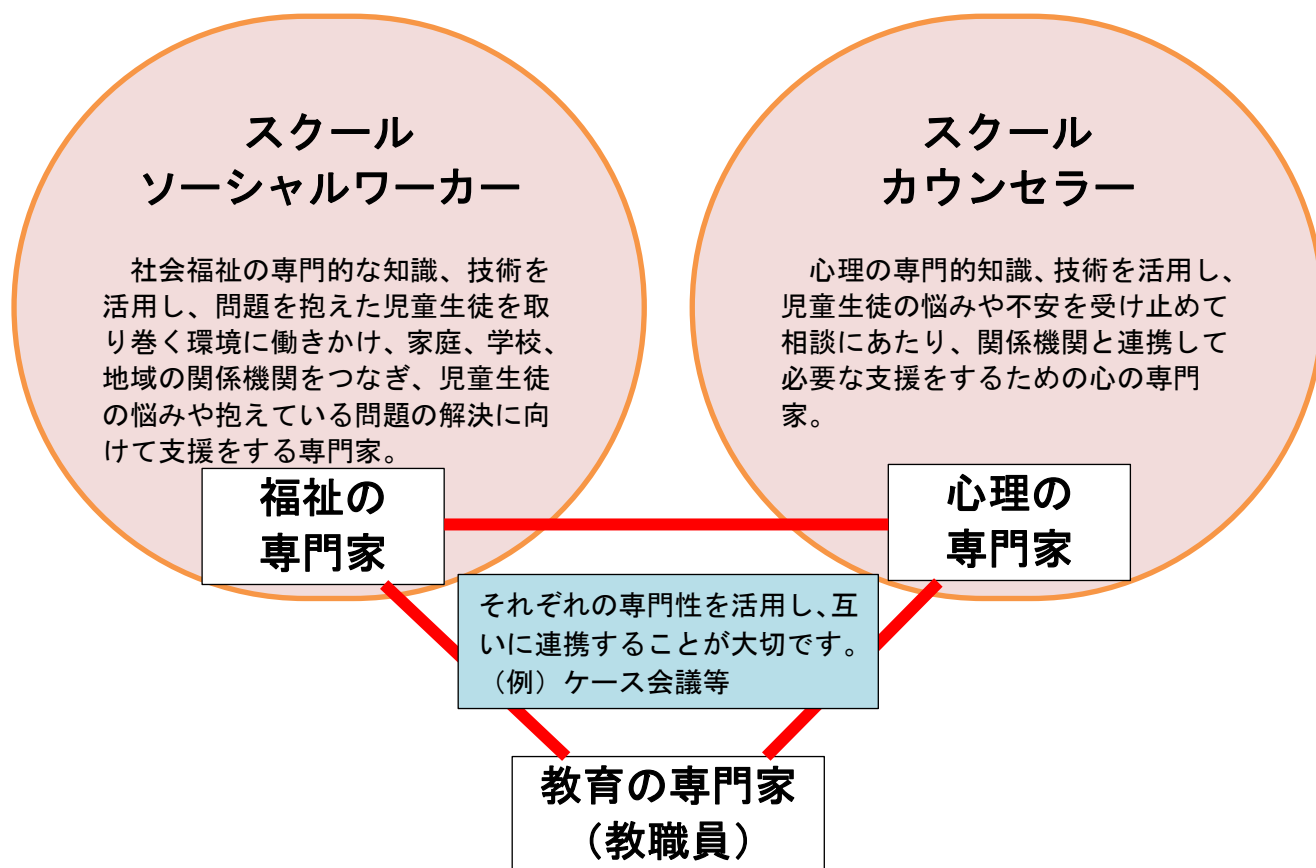 スクール
ソーシャルワーカー
社会福祉の専門的な知識、技術を
活用し、問題を抱えた児童生徒を取
り巻く環境に働きかけ、家庭、学校、
地域の関係機関をつなぎ、児童生徒
の悩みや抱えている問題の解決に向
けて支援をする専門家。
福祉の
専門家
スクール
カウンセラー
心理の専門的知識、技術を活用し、
児童生徒の悩みや不安を受け止めて
相談にあたり、関係機関と連携して
必要な支援をするための心の専門
家。
心理の
専門家
それぞれの専門性を活用し、互
いに連携することが大切です。
（例）ケース会議等
教育の専門家
（教職員）